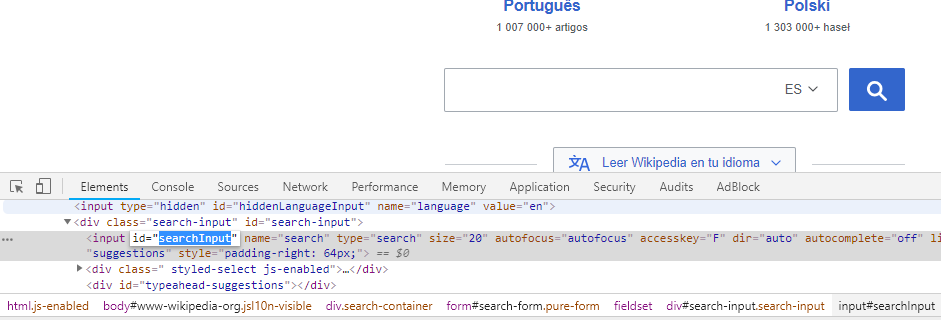 Português Polski
1 007 000+ artigos 1 303 000+ haseł
ES
Leer Wikipedia en tu idioma
Elements Console Sources Network Performance Memory Application Security Audits AdBlock
<input type="hidden" id="hiddenLanguageInput" name="language" value="en">
▼<div class="search-input" id="search-input">
… <input id="searchInput" name="search" type="search" size="20" autofocus="autofocus" accesskey="F" dir="auto" autocomplete="off" li
"suggestions" style="padding-right: 64px;"> == $0
▶<div class=" styled-select js-enabled">…</div>
<div id="typeahead-suggestions"></div>
html.js-enabled body#www-wikipedia-org.jsl10n-visible div.search-container form#search-form.pure-form fieldset div#search-input.search-input input#searchInput